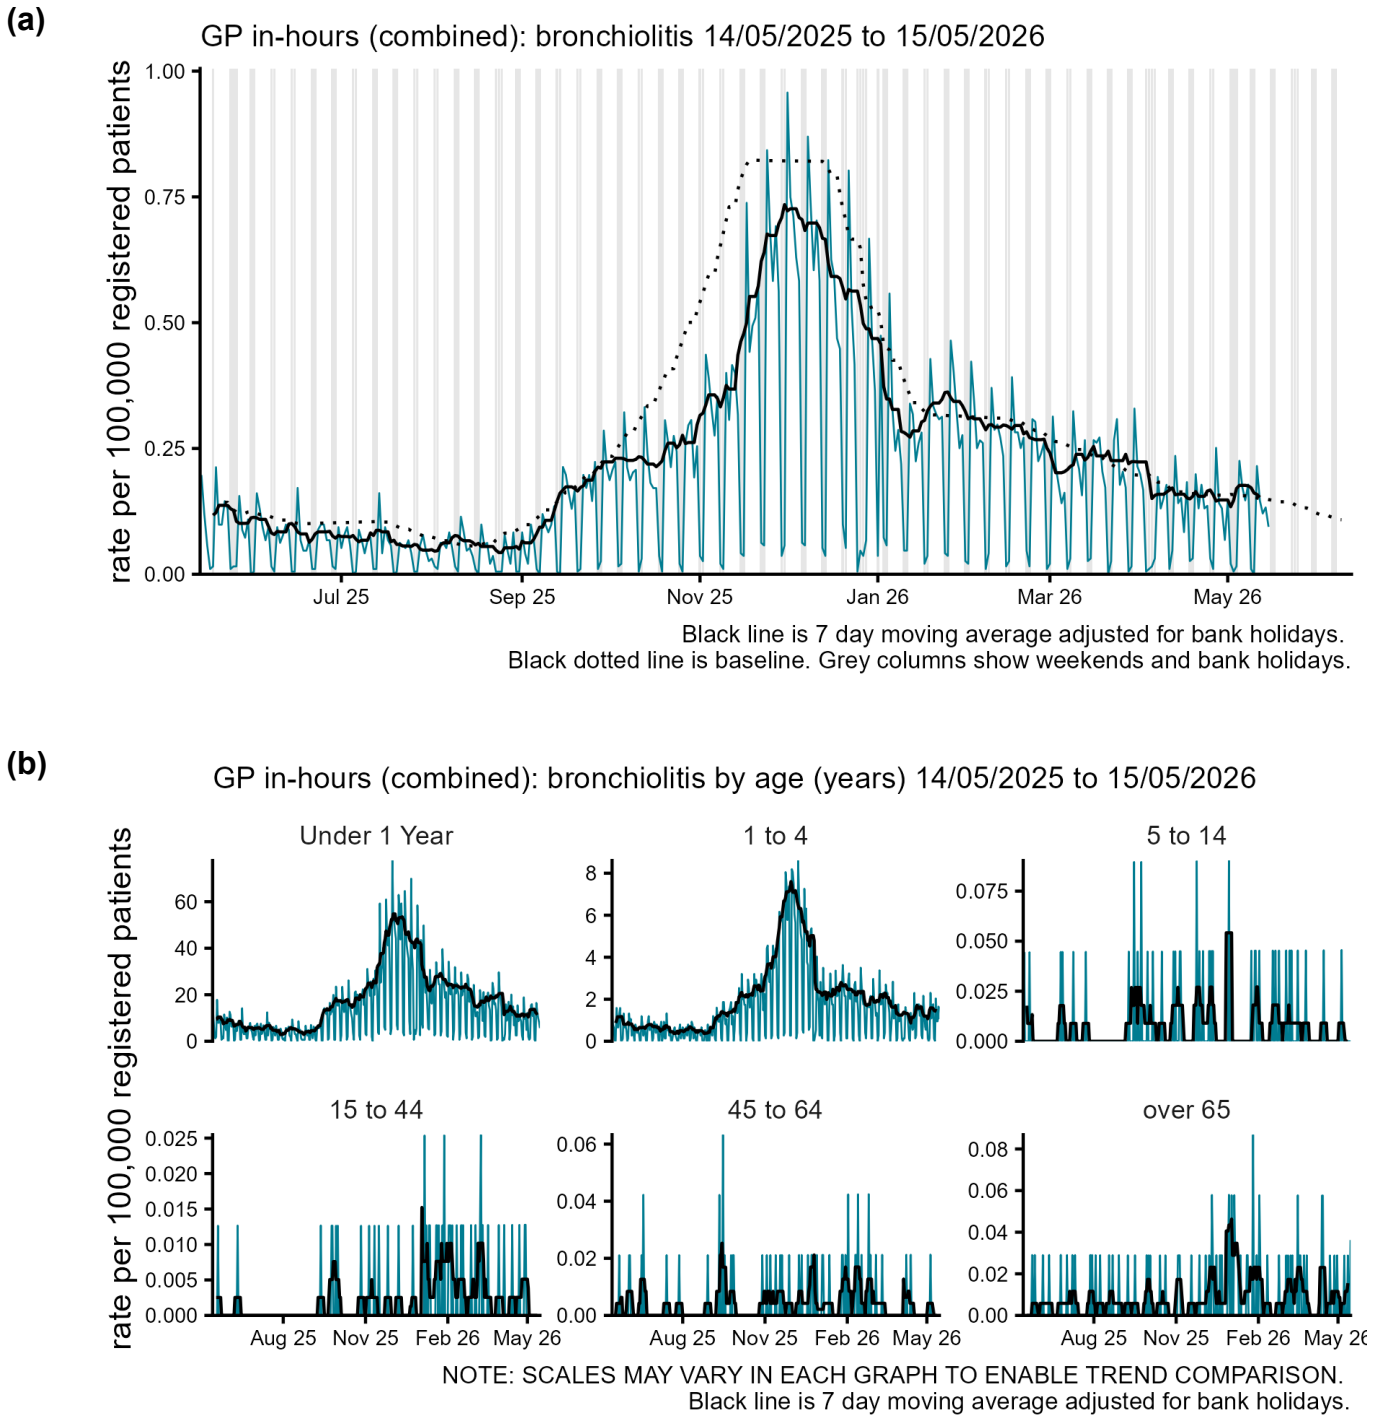 (a)
GP in-hours (combined): bronchiolitis 14/05/2025 to 15/05/2026
rate per 100,000 registered patients
1.00
0.75
0.50
0.25
0.00
Jul 25 Sep 25 Nov 25 Jan 26 Mar 26 May 26
Black line is 7 day moving average adjusted for bank holidays.
Black dotted line is baseline. Grey columns show weekends and bank holidays.
(b)
GP in-hours (combined): bronchiolitis by age (years) 14/05/2025 to 15/05/2026
rate per 100,000 registered patients
Under 1 Year
60
40
20
0
1 to 4
8
6
4
2
0
5 to 14
0.075
0.050
0.025
0.000
15 to 44
0.025
0.020
0.015
0.010
0.005
0.000
Aug 25 Nov 25 Feb 26 May 26
45 to 64
0.06
0.04
0.02
0.00
Aug 25 Nov 25 Feb 26 May 26
over 65
0.08
0.06
0.04
0.02
0.00
Aug 25 Nov 25 Feb 26 May 26
NOTE: SCALES MAY VARY IN EACH GRAPH TO ENABLE TREND COMPARISON.
Black line is 7 day moving average adjusted for bank holidays.